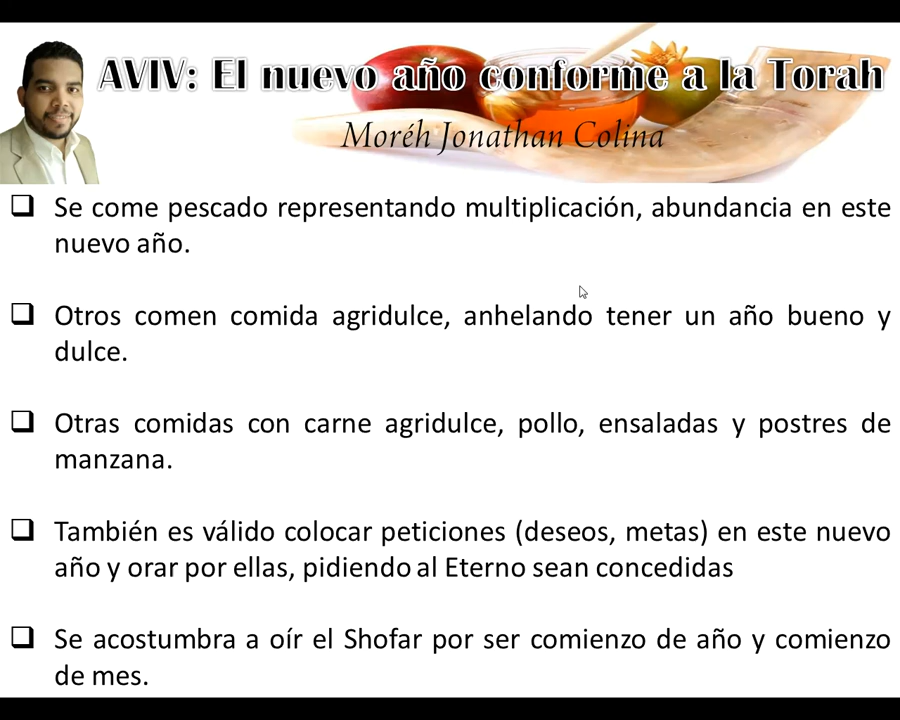 AVIV: El nuevo año conforme a la Torah
Moréh Jonathan Colina
❑ Se come pescado representando multiplicación, abundancia en este
nuevo año.
❑ Otros comen comida agridulce, anhelando tener un año bueno y
dulce.
❑ Otras comidas con carne agridulce, pollo, ensaladas y postres de
manzana.
❑ También es válido colocar peticiones (deseos, metas) en este nuevo
año y orar por ellas, pidiendo al Eterno sean concedidas
❑ Se acostumbra a oír el Shofar por ser comienzo de año y comienzo
de mes.